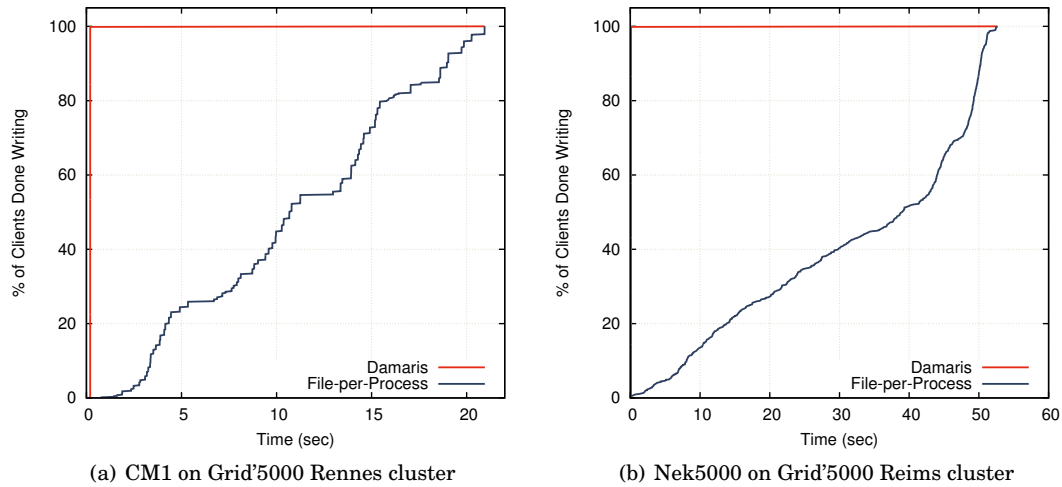 100
80
60
40
20
0
% of Clients Done Writing
0 5 10 15 20
Time (sec)
Damaris
File-per-Process
(a) CM1 on Grid'5000 Rennes cluster
100
80
60
40
20
0
% of Clients Done Writing
0 10 20 30 40 50 60
Time (sec)
Damaris
File-per-Process
(b) Nek5000 on Grid'5000 Reims cluster